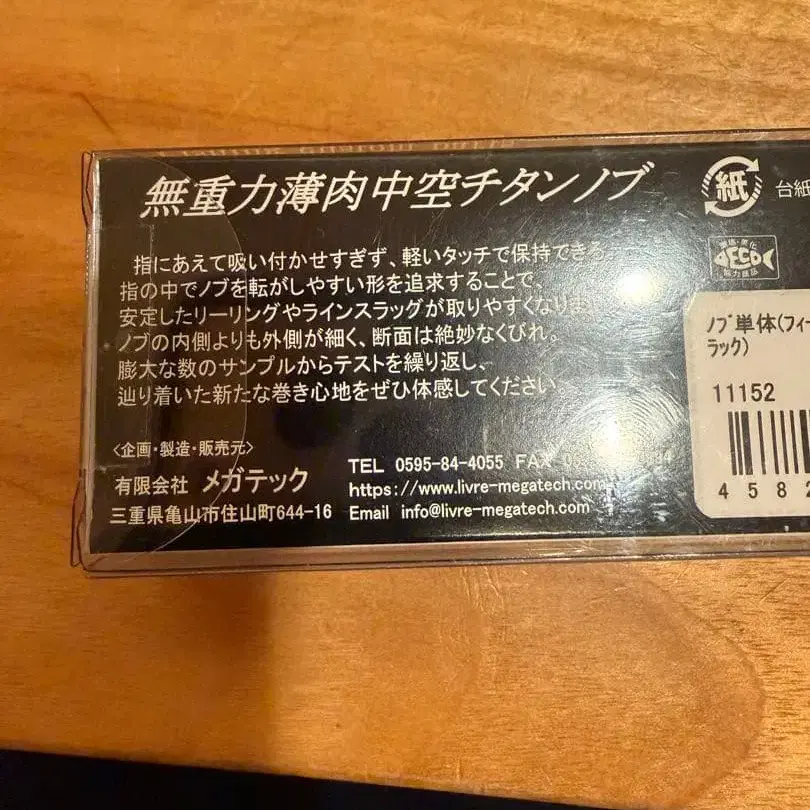 無重力薄肉中空チタンノブ
指にあえて吸い付かせすぎず、軽いタッチで保持できる
指の中でノブを転がしやすい形を追求することで、
安定したリーリングやラインスラッグが取りやすくなりま
ノブの内側よりも外側が細く、断面は絶妙なくびれ。
膨大な数のサンプルからテストを繰り返し、
辿り着いた新たな巻き心地をぜひ体感してください。
<企画・製造・販売元>
有限会社 メガテック
三重県亀山市住山町644-16
TEL 0595-84-4055 FAX
https://www.livre-megatech.com
Email info@livre-megatech.com
紙
台紙
環境・美化
ECO
協力商品
ノブ単体(フィー
ラック)
11152
4 582